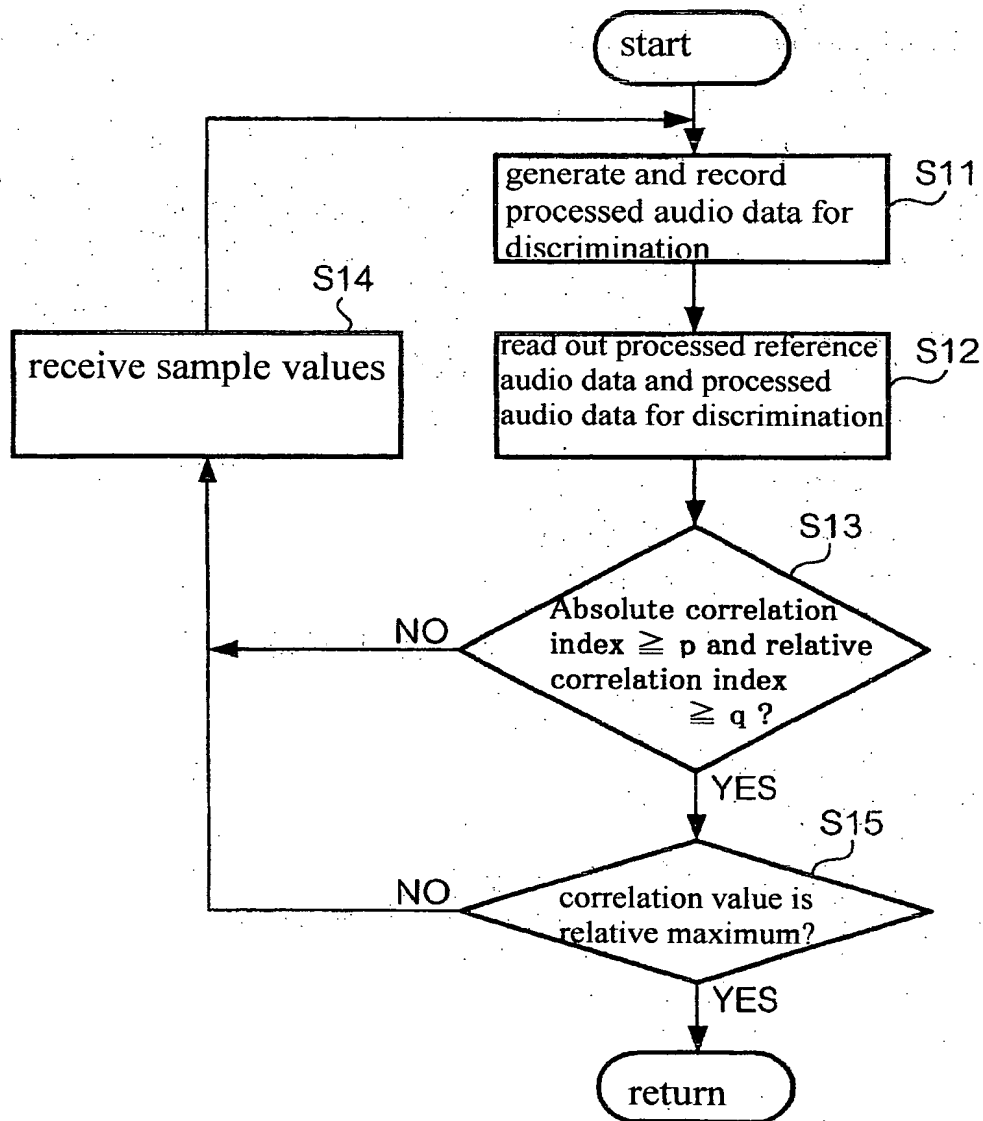 start
generate and record
processed audio data for
discrimination
S11
S14
receive sample values
read out processed reference
audio data and processed
audio data for discrimination
S12
S13
Absolute correlation
index ≧ p and relative
correlation index
≧ q ?
NO
YES
S15
correlation value is
relative maximum?
NO
YES
return